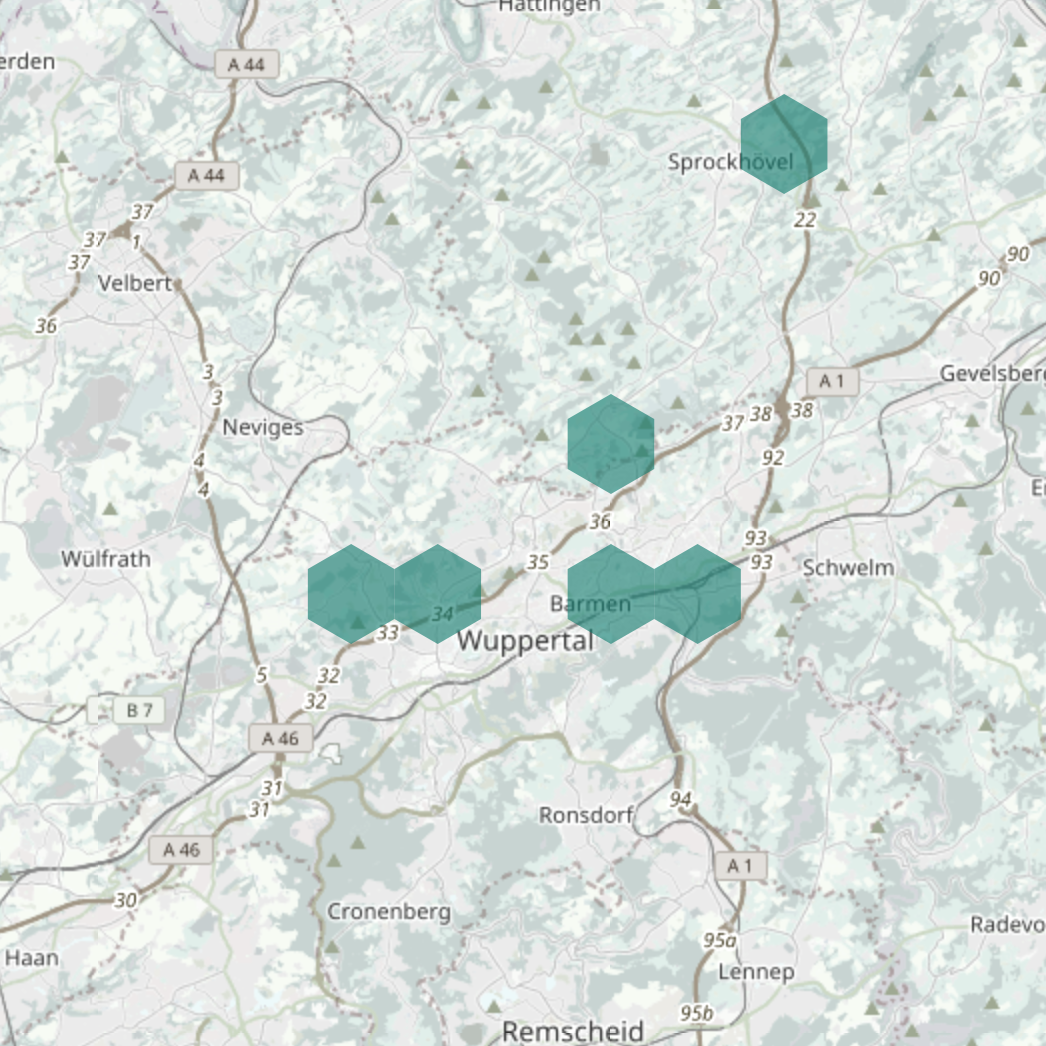 Hattingen
erden
A 44
A 44
Sprockhövel
37
22
37
1
37
90
90
Velbert
36
3
A 1
Gevelsberg
3
37
38
38
Neviges
4
92
4
36
93
Wülfrath
35
93
Schwelm
Barmen
34
33
Wuppertal
5
32
32
B 7
A 46
31
94
31
Ronsdorf
A 46
A 1
30
Cronenberg
Radevo
95a
Haan
Lennep
95b
Remscheid